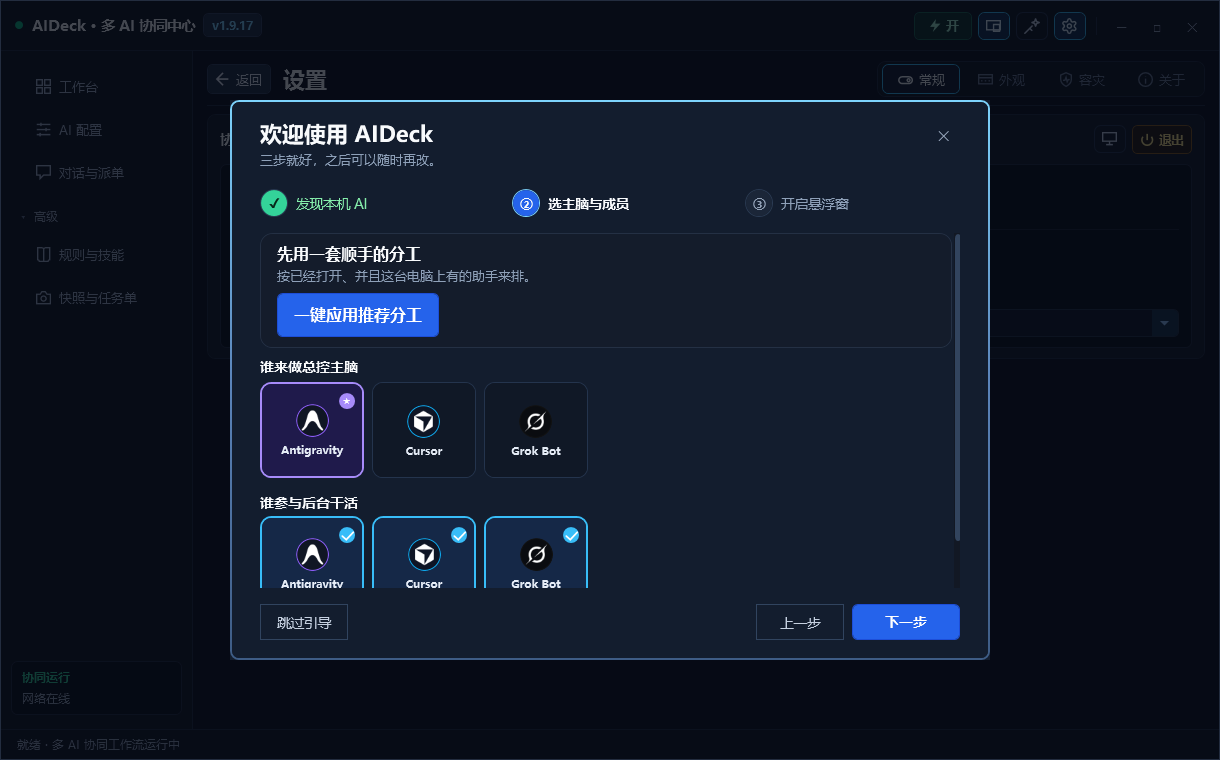 AIDeck • 多 AI 协同中心 v1.9.17 开
工作台
AI 配置
对话与派单
高级
规则与技能
快照与任务单
返回 设置 常规 外观 容灾 关于
协
退出
欢迎使用 AIDeck
三步就好，之后可以随时再改。
发现本机 AI ② 选主脑与成员 ③ 开启悬浮窗
先用一套顺手的分工
按已经打开、并且这台电脑上有的助手来排。
一键应用推荐分工
谁来做总控主脑
Antigravity Cursor Grok Bot
谁参与后台干活
Antigravity Cursor Grok Bot
跳过引导 上一步 下一步
协同运行
网络在线
就绪 · 多 AI 协同工作流运行中